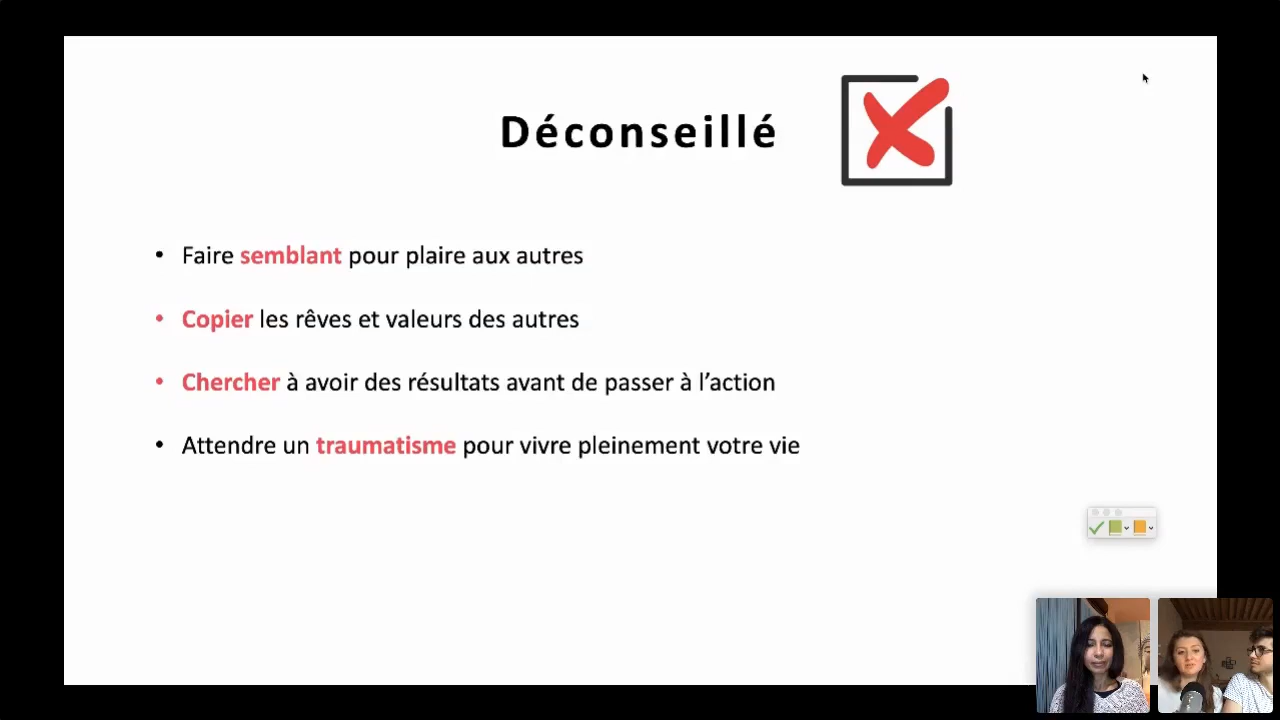 Déconseillé
• Faire semblant pour plaire aux autres
• Copier les rêves et valeurs des autres
• Chercher à avoir des résultats avant de passer à l’action
• Attendre un traumatisme pour vivre pleinement votre vie